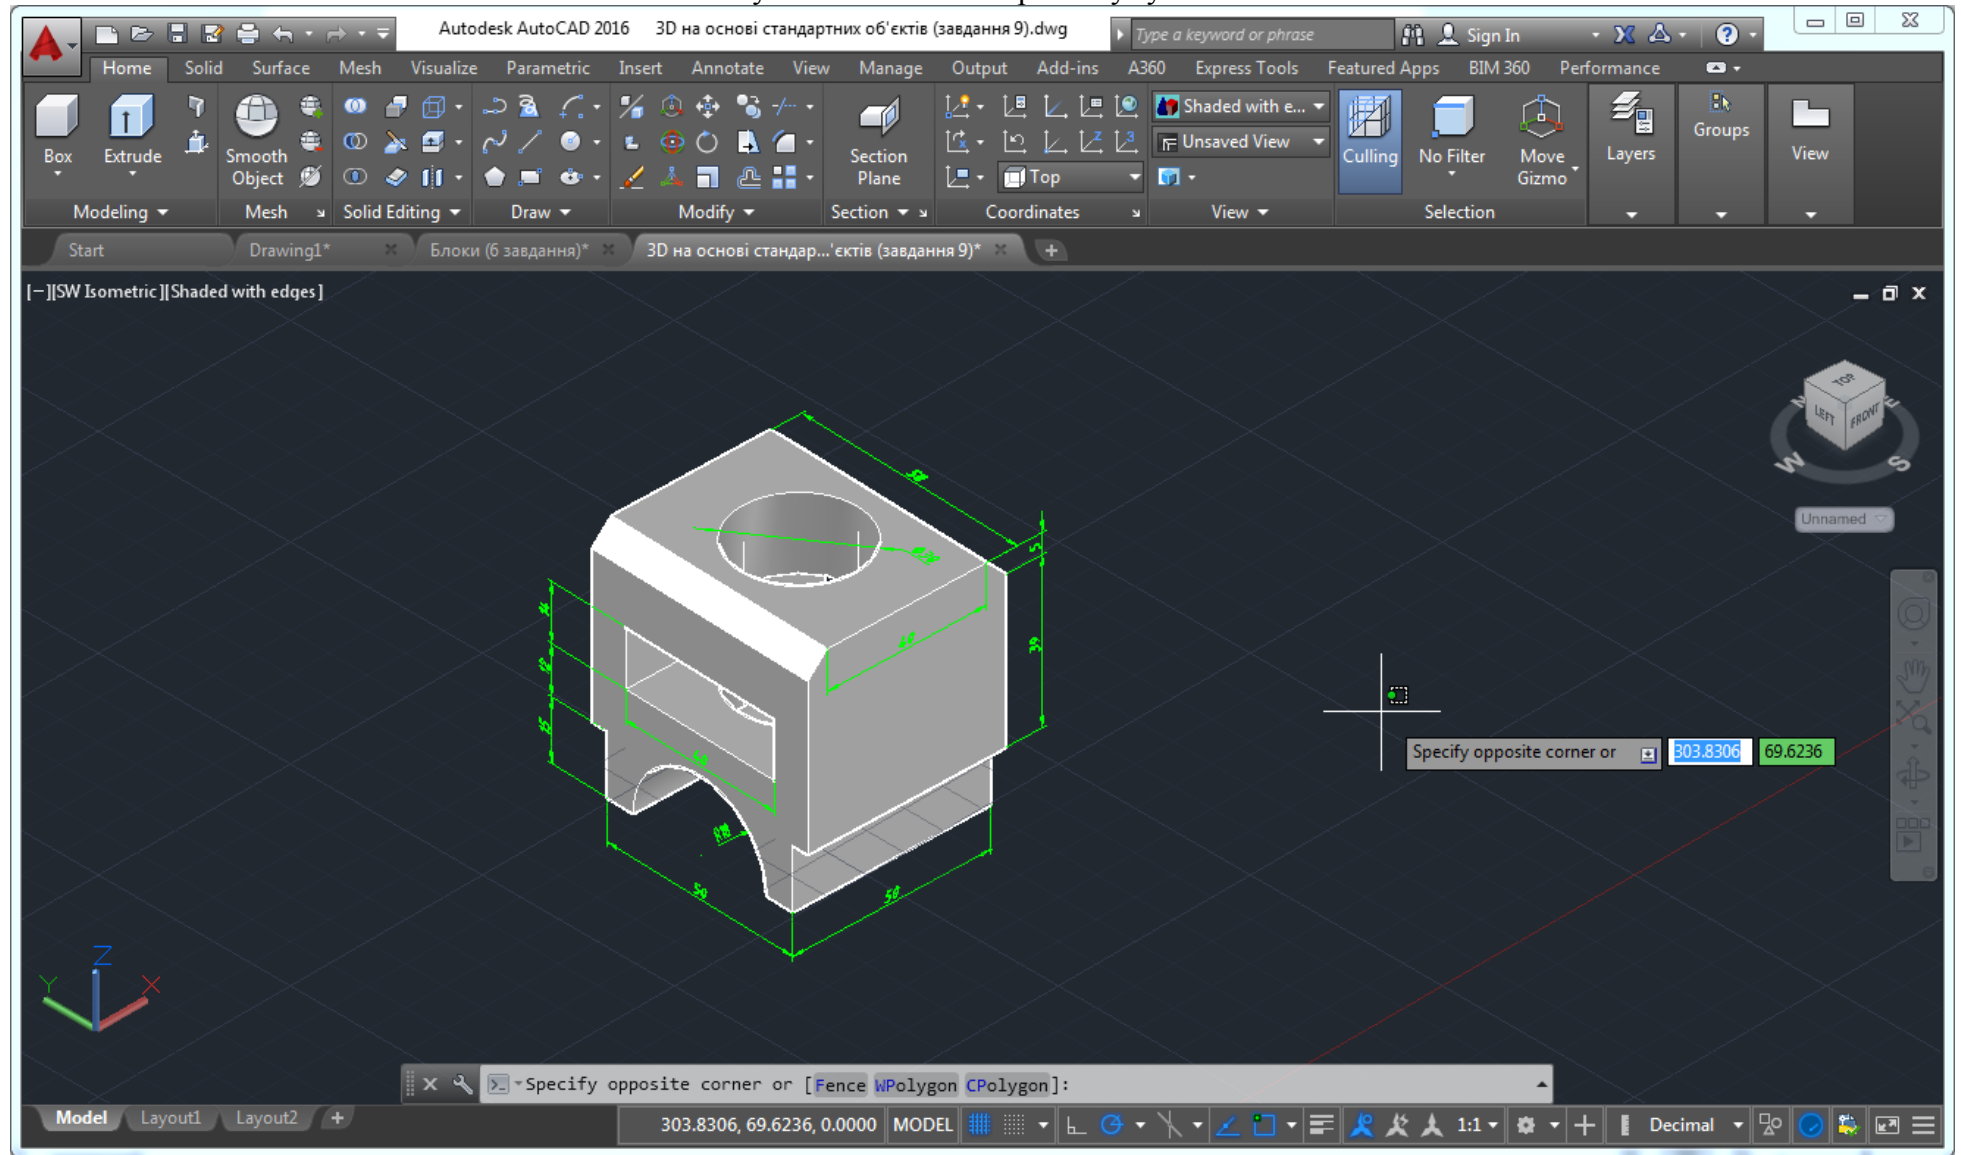 Autodesk AutoCAD 2016 3D на основі стандартних об'єктів (завдання 9).dwg
Type a keyword or phrase
Sign In
Home Solid Surface Mesh Visualize Parametric Insert Annotate View Manage Output Add-ins A360 Express Tools Featured Apps BIM 360 Performance
Shaded with e...
Unsaved View
Top
Box
Extrude
Smooth
Object
Section
Plane
Culling
No Filter
Move
Gizmo
Layers
Groups
View
Modeling Mesh Solid Editing Draw Modify Section Coordinates View Selection
Start Drawing1* Блоки (6 завдання)* 3D на основі стандар...'єктів (завдання 9)*
[−][SW Isometric][Shaded with edges]
TOP
LEFT
FRONT
N
E
W
S
Unnamed
5
39
50
50
Specify opposite corner or 303.8306 69.6236
Z
Y
X
Specify opposite corner or [Fence WPolygon CPolygon]:
Model Layout1 Layout2
303.8306, 69.6236, 0.0000 MODEL
1:1
Decimal